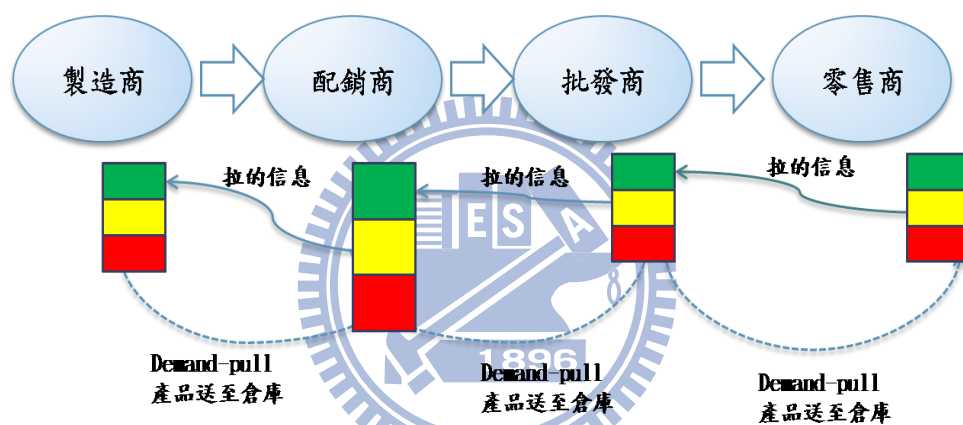 製造商
配銷商
批發商
零售商
拉的信息
拉的信息
拉的信息
ESA
1896
Demand-pull
產品送至倉庫
Demand-pull
產品送至倉庫
Demand-pull
產品送至倉庫